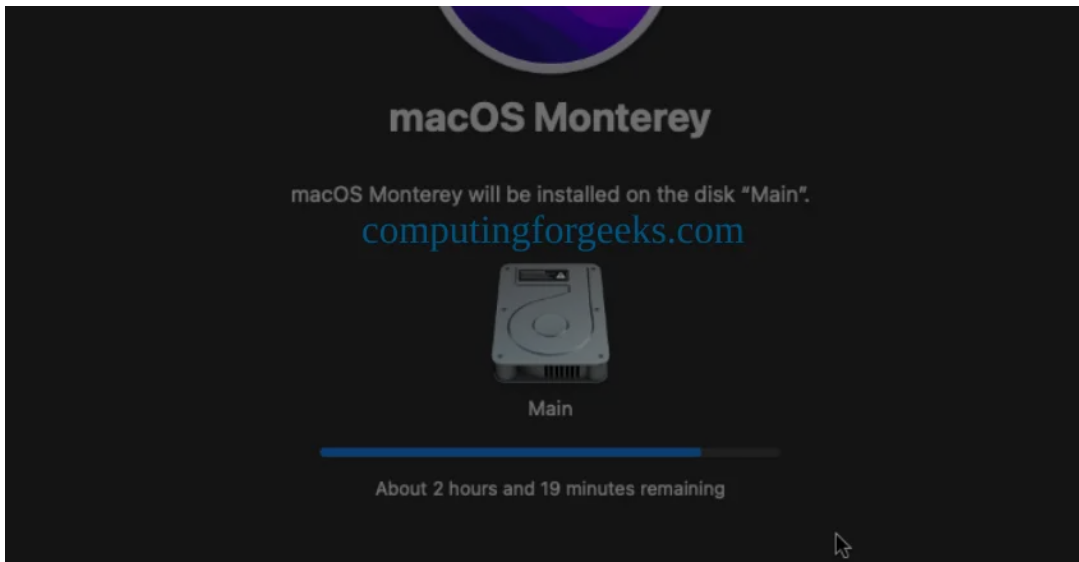 macOS Monterey
macOS Monterey will be installed on the disk “Main”.
computingforgeeks.com
Main
About 2 hours and 19 minutes remaining